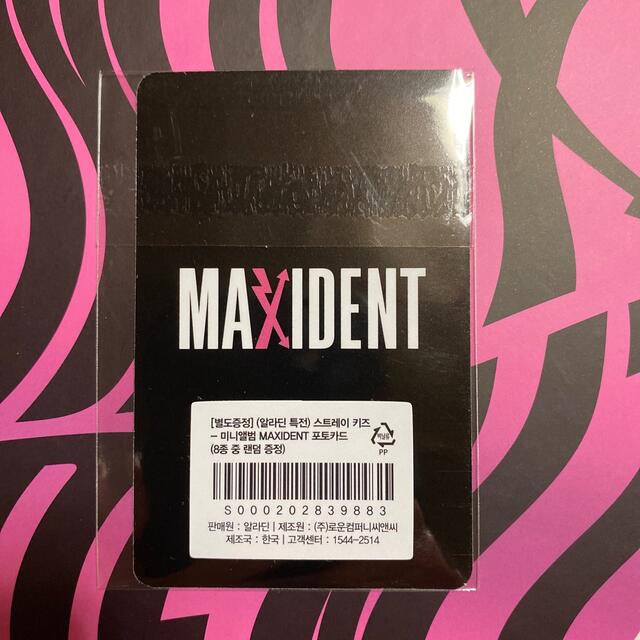 MAXIDENT
[별도증정] (알라딘 특전) 스트레이 키즈
- 미니앨범 MAXIDENT 포토카드
(8종 중 랜덤 증정)
비닐류
PP
S000202839883
판매원 : 알라딘 | 제조원 : (주)로운컴퍼니씨앤씨
제조국 : 한국 | 고객센터 : 1544-2514